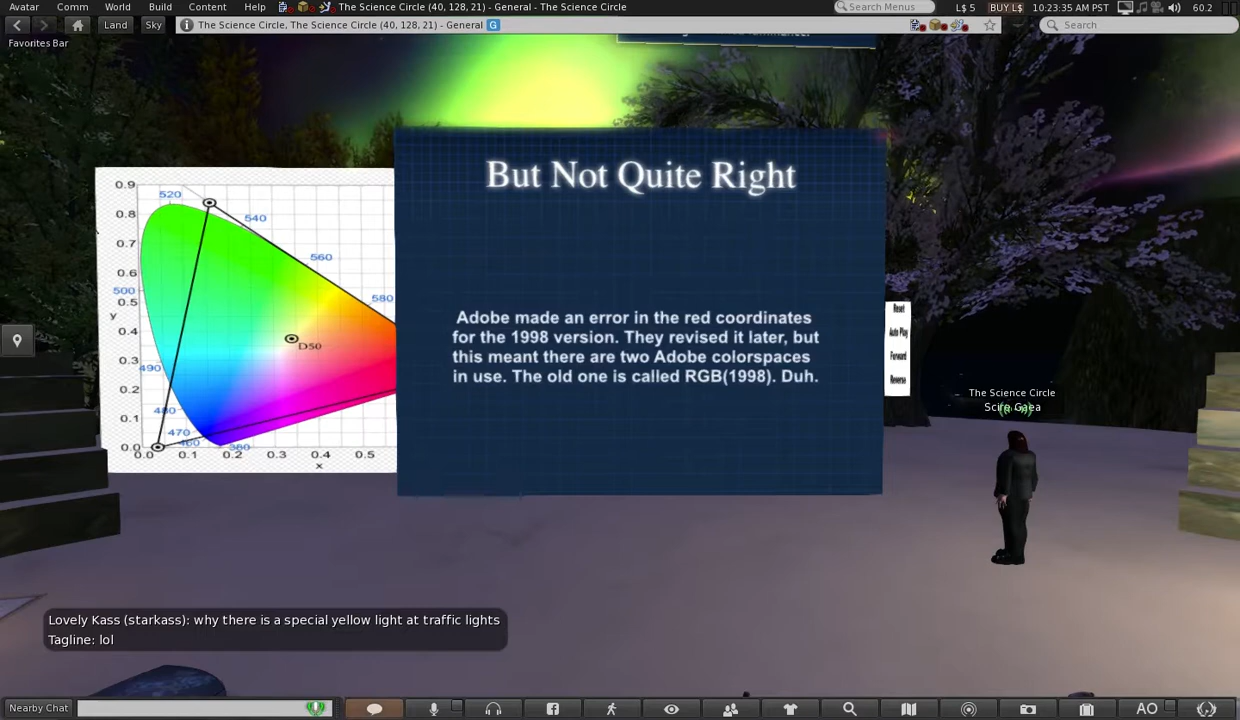 Avatar Comm World Build Content Help The Science Circle (40, 128, 21) - General - The Science Circle Search Menus L$ 5 BUY L$ 10:23:35 AM PST 60.2
Land Sky The Science Circle, The Science Circle (40, 128, 21) - General G Search
Favorites Bar
But Not Quite Right
Adobe made an error in the red coordinates
for the 1998 version. They revised it later, but
this meant there are two Adobe colorspaces
in use. The old one is called RGB(1998). Duh.
0.9
0.8
0.7
0.6
0.5
0.4
0.3
0.2
0.1
0.0
y
0.0 0.1 0.2 0.3 0.4 0.5
x
520
540
560
580
500
490
480
470
460
380
D50
Reset
Auto Play
Forward
Reverse
The Science Circle
Lovely Kass (starkass): why there is a special yellow light at traffic lights
Tagline: lol
Nearby Chat
AO